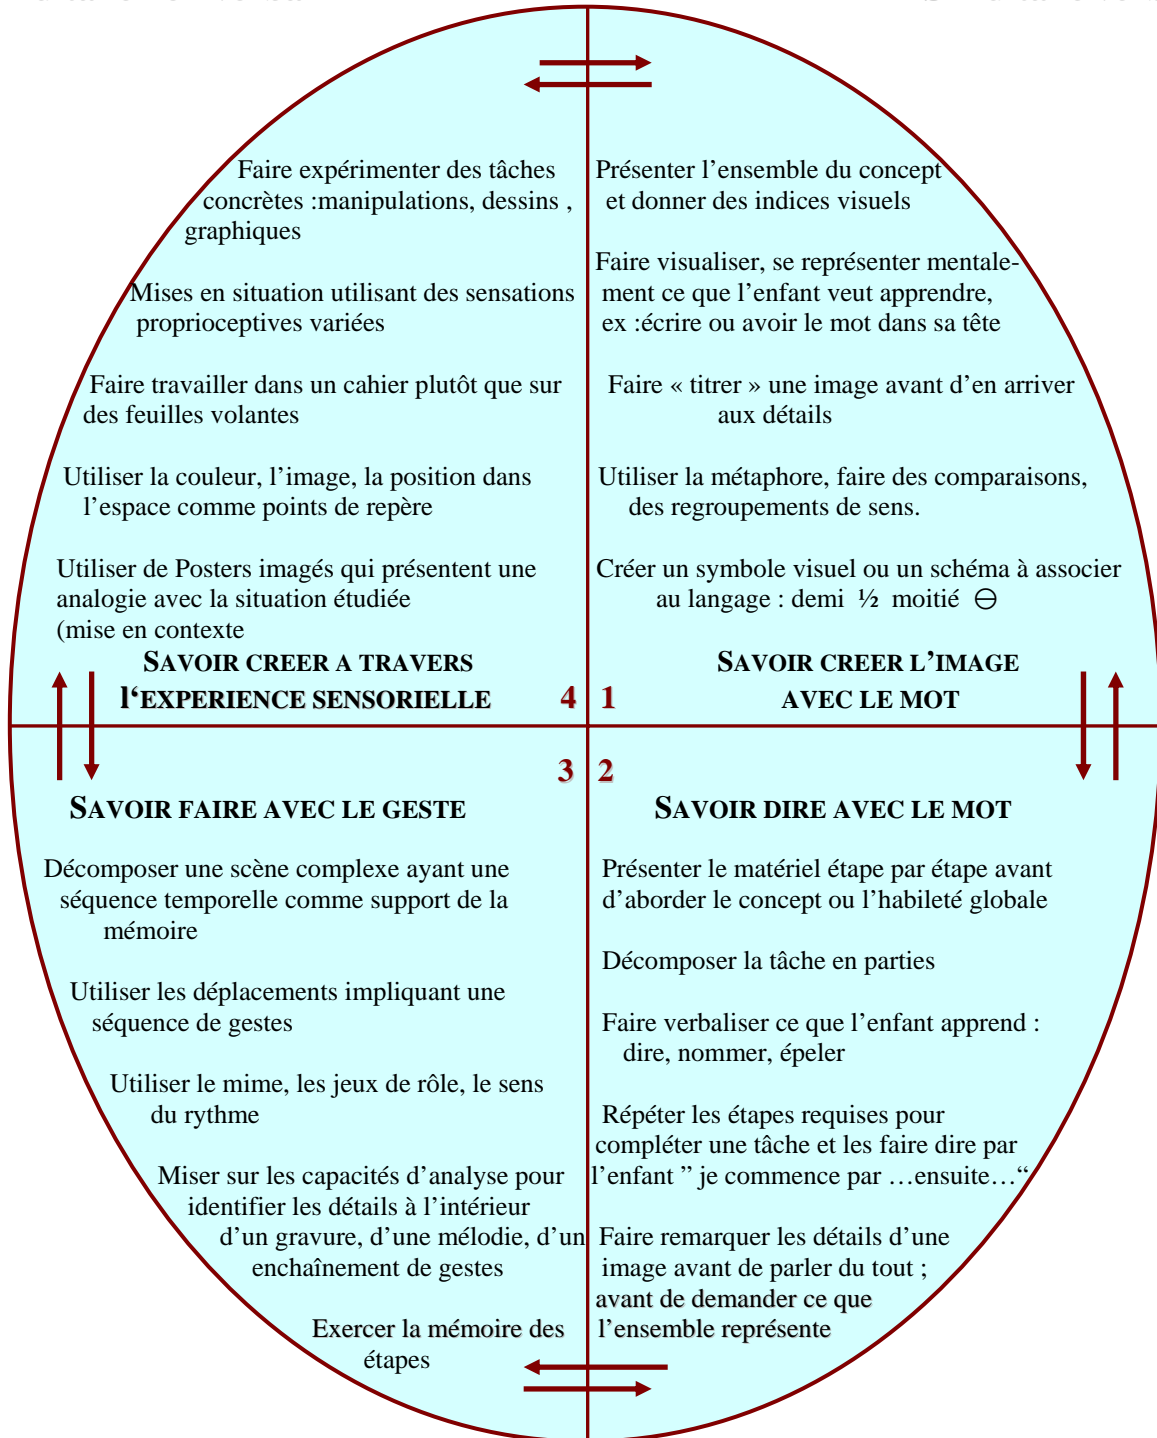 Faire expérimenter des tâches
concrètes :manipulations, dessins ,
graphiques
Mises en situation utilisant des sensations
proprioceptives variées
Faire travailler dans un cahier plutôt que sur
des feuilles volantes
Utiliser la couleur, l’image, la position dans
l’espace comme points de repère
Utiliser de Posters imagés qui présentent une
analogie avec la situation étudiée
(mise en contexte
SAVOIR CREER A TRAVERS
l‘EXPERIENCE SENSORIELLE
4
Présenter l’ensemble du concept
et donner des indices visuels
Faire visualiser, se représenter mentale-
ment ce que l’enfant veut apprendre,
ex :écrire ou avoir le mot dans sa tête
Faire « titrer » une image avant d’en arriver
aux détails
Utiliser la métaphore, faire des comparaisons,
des regroupements de sens.
Créer un symbole visuel ou un schéma à associer
au langage : demi ½ moitié ⊖
SAVOIR CREER L’IMAGE
1 AVEC LE MOT
3
SAVOIR FAIRE AVEC LE GESTE
Décomposer une scène complexe ayant une
séquence temporelle comme support de la
mémoire
Utiliser les déplacements impliquant une
séquence de gestes
Utiliser le mime, les jeux de rôle, le sens
du rythme
Miser sur les capacités d’analyse pour
identifier les détails à l’intérieur
d’un gravure, d’une mélodie, d’un
enchaînement de gestes
Exercer la mémoire des
étapes
2
SAVOIR DIRE AVEC LE MOT
Présenter le matériel étape par étape avant
d’aborder le concept ou l’habileté globale
Décomposer la tâche en parties
Faire verbaliser ce que l’enfant apprend :
dire, nommer, épeler
Répéter les étapes requises pour
compléter une tâche et les faire dire par
l’enfant ” je commence par …ensuite…“
Faire remarquer les détails d’une
image avant de parler du tout ;
avant de demander ce que
l’ensemble représente